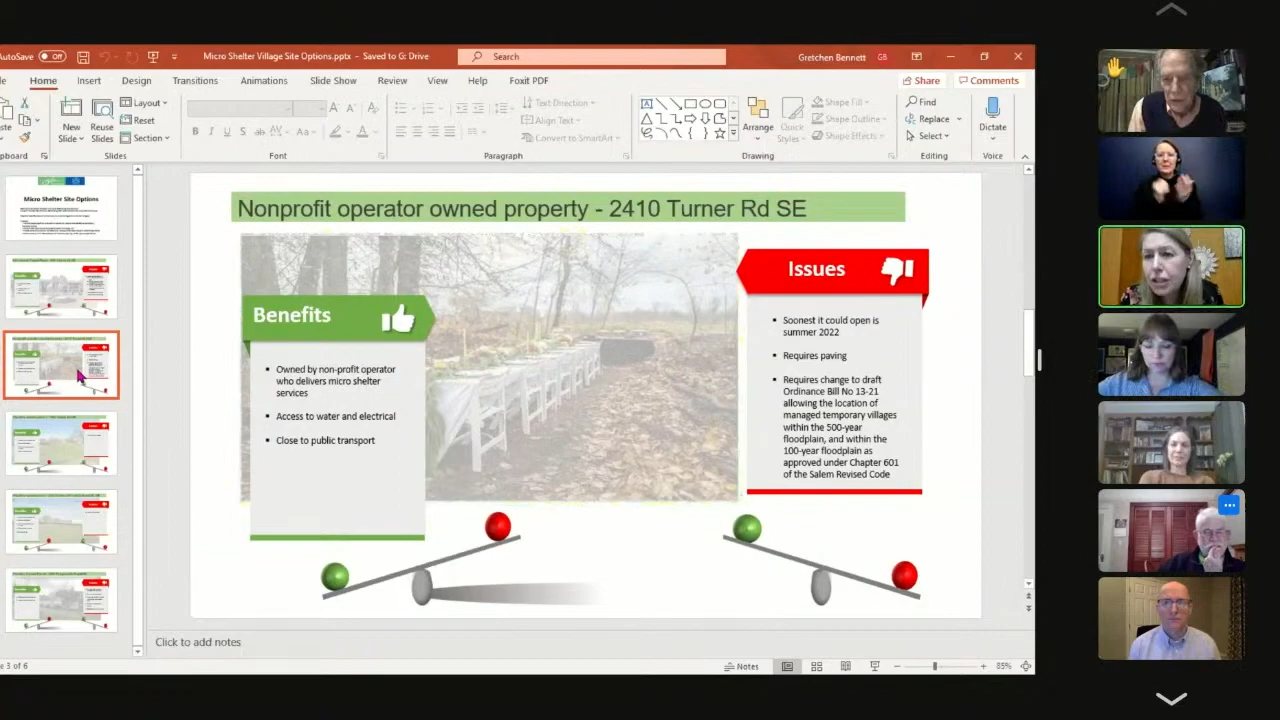 AutoSave Off
Micro Shelter Village Site Options.pptx - Saved to G: Drive
Search
Gretchen Bennett GB
Home Insert Design Transitions Animations Slide Show Review View Help Foxit PDF
Share Comments
New Slide
Reuse Slides
Layout
Reset
Section
Slides
B I U S ab AV Aa A
Font
Text Direction
Align Text
Convert to SmartArt
Paragraph
Arrange
Quick Styles
Shape Fill
Shape Outline
Shape Effects
Drawing
Find
Replace
Select
Editing
Dictate
Voice
Micro Shelter Site Options
Nonprofit operator owned property - 2410 Turner Rd SE
Benefits
Owned by non-profit operator
who delivers micro shelter
services
Access to water and electrical
Close to public transport
Issues
Soonest it could open is
summer 2022
Requires paving
Requires change to draft
Ordinance Bill No 13-21
allowing the location of
managed temporary villages
within the 500-year
floodplain, and within the
100-year floodplain as
approved under Chapter 601
of the Salem Revised Code
Click to add notes
3 of 6
Notes
85%